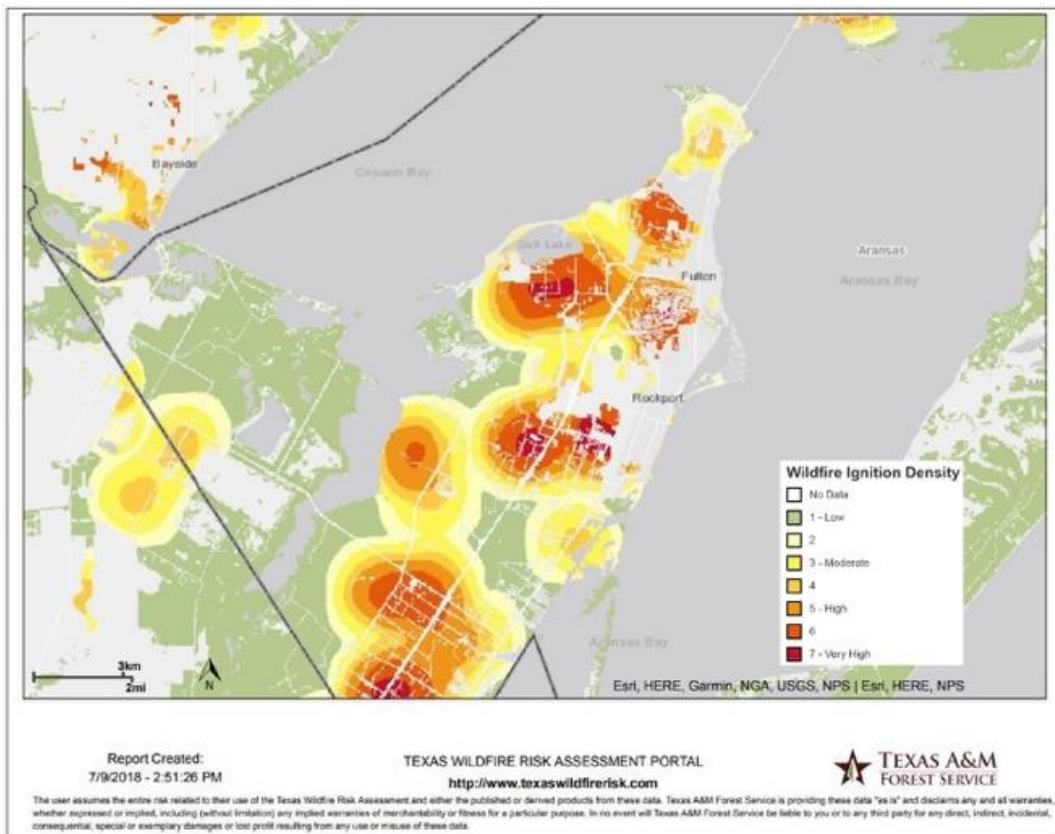 Bayside
Copano Bay
Salt Lake
Fulton
Aransas
Aransas Bay
Rockport
Wildfire Ignition Density
No Data
1 - Low
2
3 - Moderate
4
5 - High
6
7 - Very High
Aransas Bay
3km
2mi
N
Esri, HERE, Garmin, NGA, USGS, NPS | Esri, HERE, NPS
Report Created:
7/9/2018 - 2:51:26 PM
TEXAS WILDFIRE RISK ASSESSMENT PORTAL
http://www.texaswildfirerisk.com
TEXAS A&M
FOREST SERVICE
The user assumes the entire risk related to their use of the Texas Wildfire Risk Assessment and either the published or derived products from these data. Texas A&M Forest Service is providing these data "as is" and disclaims any and all warranties,
whether expressed or implied, including (without limitation) any implied warranties of merchantability or fitness for a particular purpose. In no event will Texas A&M Forest Service be liable to you or to any third party for any direct, indirect, incidental,
consequential, special or exemplary damages or lost profit resulting from any use or misuse of these data.